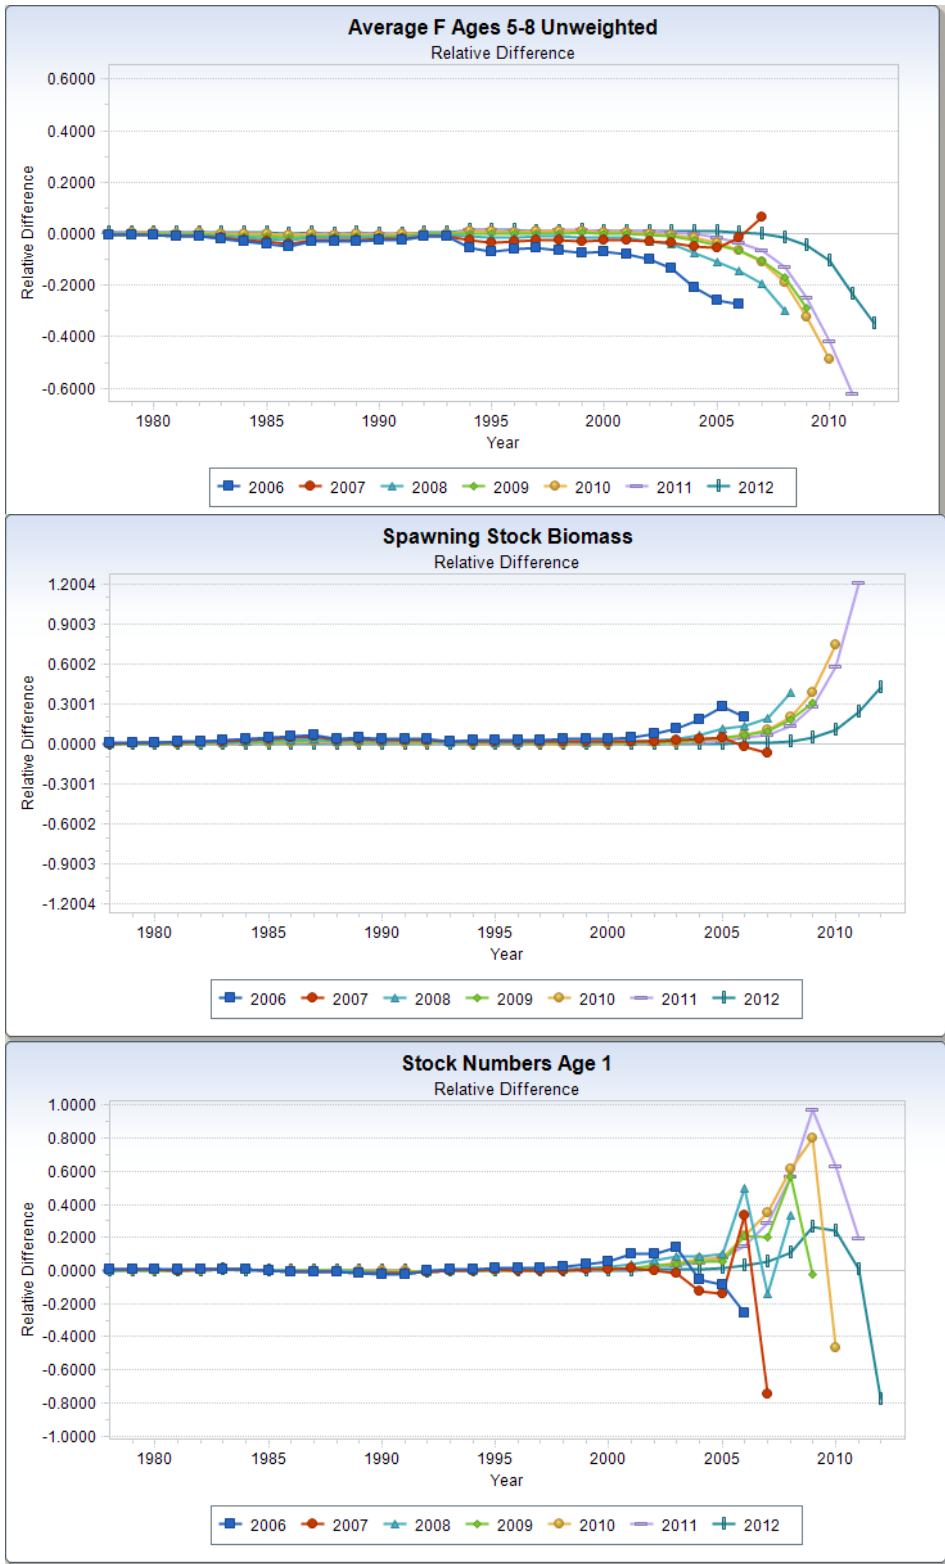 Average F Ages 5-8 Unweighted
Relative Difference
0.6000
0.4000
0.2000
0.0000
-0.2000
-0.4000
-0.6000
Relative Difference
1980 1985 1990 1995 2000 2005 2010
Year
2006 2007 2008 2009 2010 2011 2012
Spawning Stock Biomass
Relative Difference
1.2004
0.9003
0.6002
0.3001
0.0000
-0.3001
-0.6002
-0.9003
-1.2004
Relative Difference
1980 1985 1990 1995 2000 2005 2010
Year
2006 2007 2008 2009 2010 2011 2012
Stock Numbers Age 1
Relative Difference
1.0000
0.8000
0.6000
0.4000
0.2000
0.0000
-0.2000
-0.4000
-0.6000
-0.8000
-1.0000
Relative Difference
1980 1985 1990 1995 2000 2005 2010
Year
2006 2007 2008 2009 2010 2011 2012